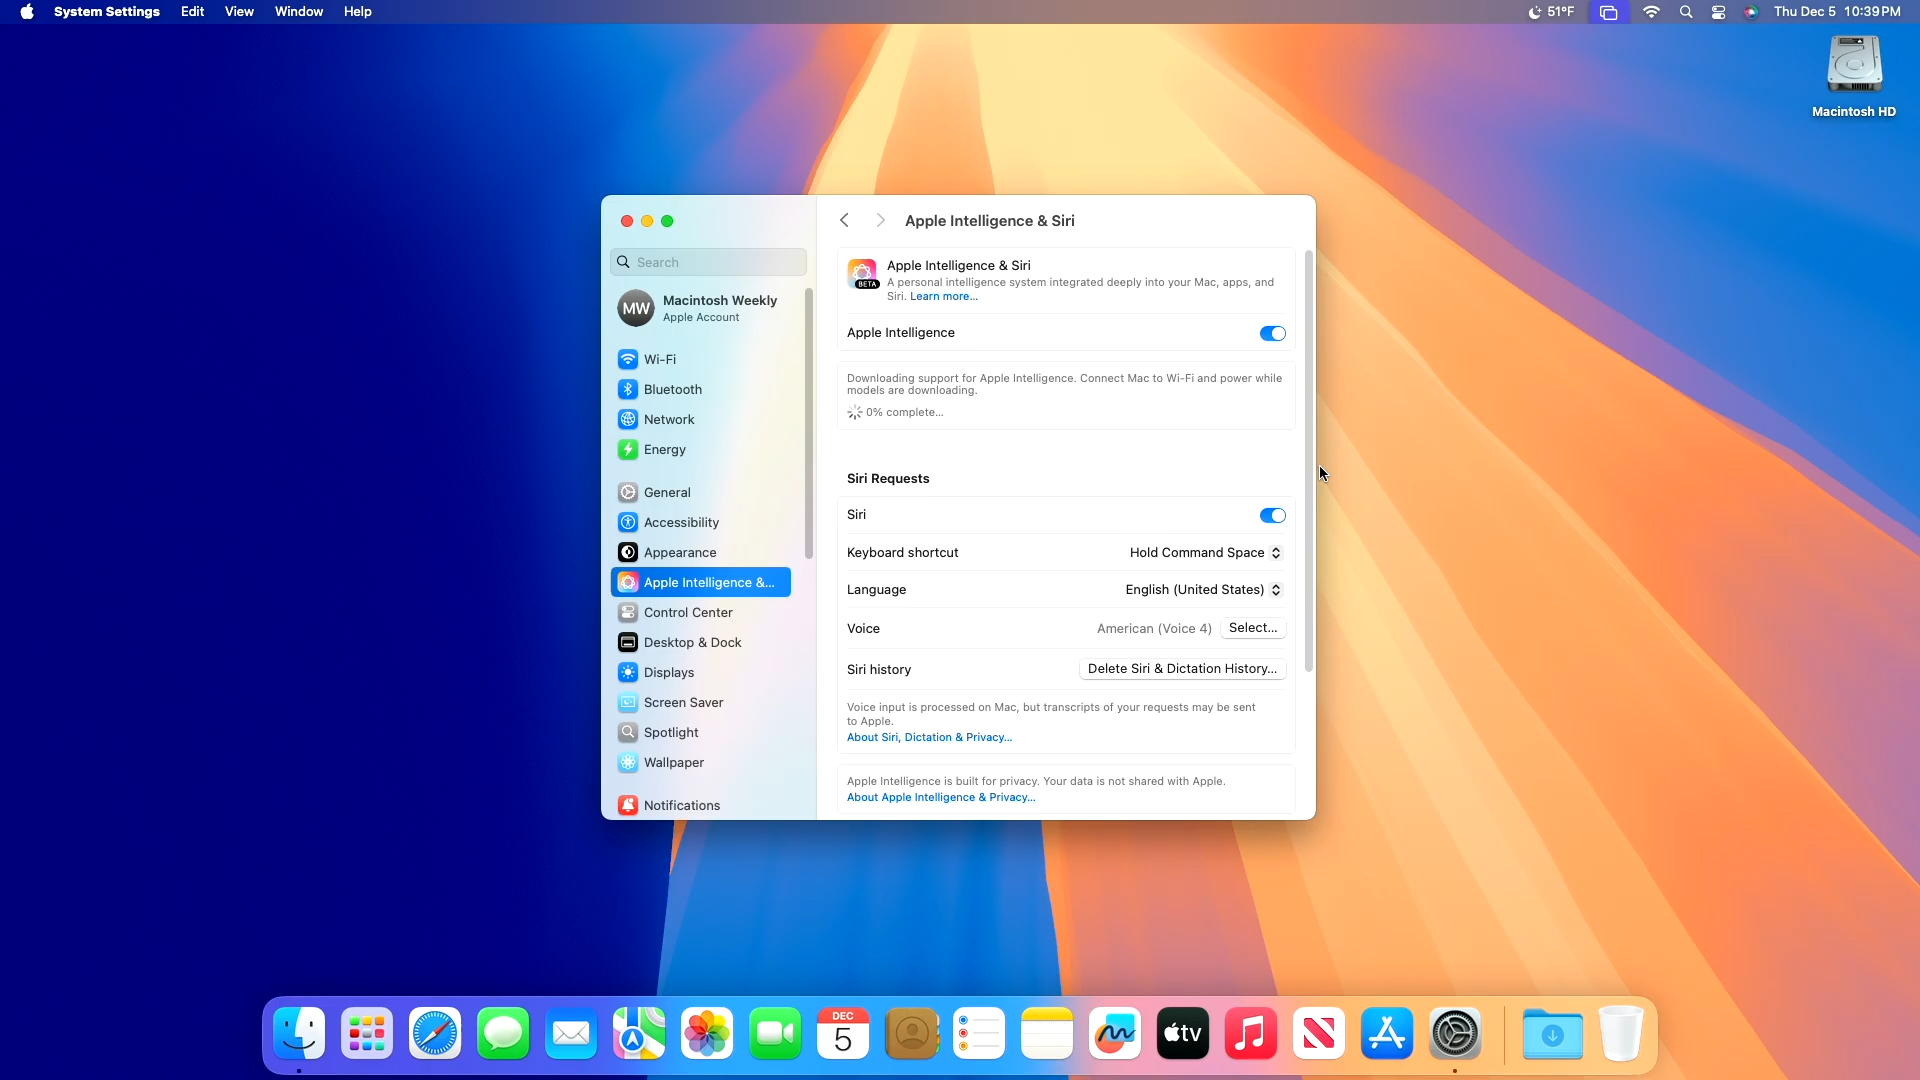 System Settings Edit View Window Help
51°F Thu Dec 5 10:39 PM
Macintosh HD
Search
MW
Macintosh Weekly
Apple Account
Wi-Fi
Bluetooth
Network
Energy
General
Accessibility
Appearance
Apple Intelligence &...
Control Center
Desktop & Dock
Displays
Screen Saver
Spotlight
Wallpaper
Notifications
Apple Intelligence & Siri
BETA
Apple Intelligence & Siri
A personal intelligence system integrated deeply into your Mac, apps, and
Siri. Learn more...
Apple Intelligence
Downloading support for Apple Intelligence. Connect Mac to Wi-Fi and power while
models are downloading.
0% complete...
Siri Requests
Siri
Keyboard shortcut Hold Command Space
Language English (United States)
Voice American (Voice 4) Select...
Siri history Delete Siri & Dictation History...
Voice input is processed on Mac, but transcripts of your requests may be sent
to Apple.
About Siri, Dictation & Privacy...
Apple Intelligence is built for privacy. Your data is not shared with Apple.
About Apple Intelligence & Privacy...
DEC
5
tv